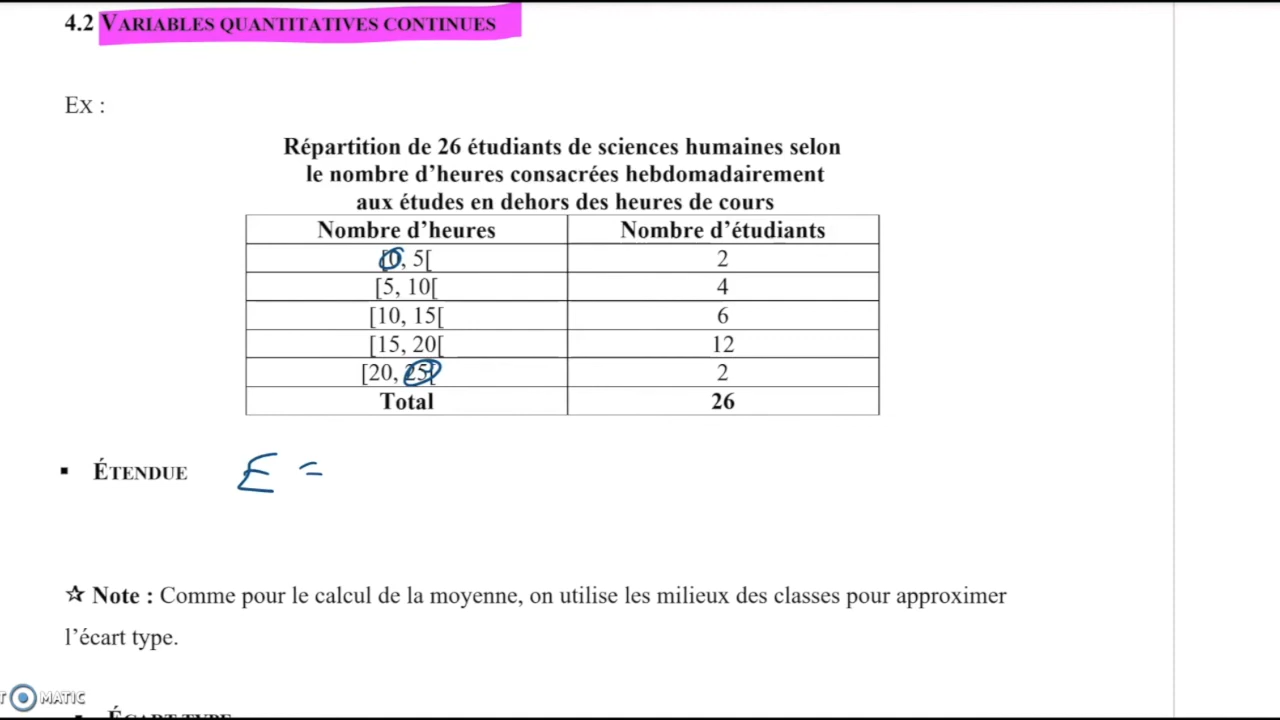 4.2 VARIABLES QUANTITATIVES CONTINUES
Ex :
Répartition de 26 étudiants de sciences humaines selon
le nombre d'heures consacrées hebdomadairement
aux études en dehors des heures de cours
Nombre d'heures Nombre d'étudiants
[0, 5[ 2
[5, 10[ 4
[10, 15[ 6
[15, 20[ 12
[20, 25[ 2
Total 26
▪ ÉTENDUE E =
☆ Note : Comme pour le calcul de la moyenne, on utilise les milieux des classes pour approximer
l'écart type.
MATIC
▪ ÉCART TYPE